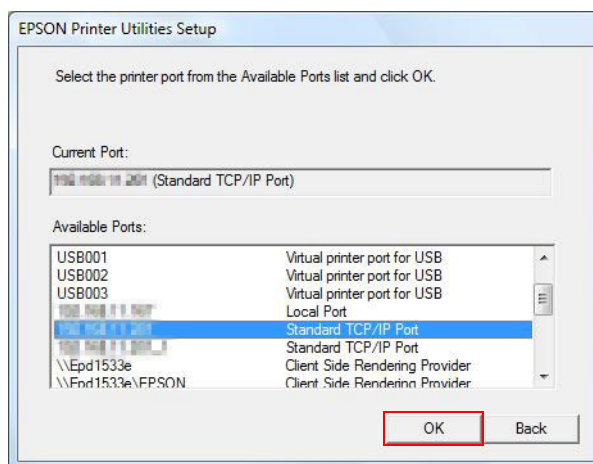 EPSON Printer Utilities Setup
Select the printer port from the Available Ports list and click OK.
Current Port:
(Standard TCP/IP Port)
Available Ports:
USB001 Virtual printer port for USB
USB002 Virtual printer port for USB
USB003 Virtual printer port for USB
Local Port
Standard TCP/IP Port
Standard TCP/IP Port
\\Epd1533e Client Side Rendering Provider
\\Epd1533e\EPSON Client Side Rendering Provider
OK Back